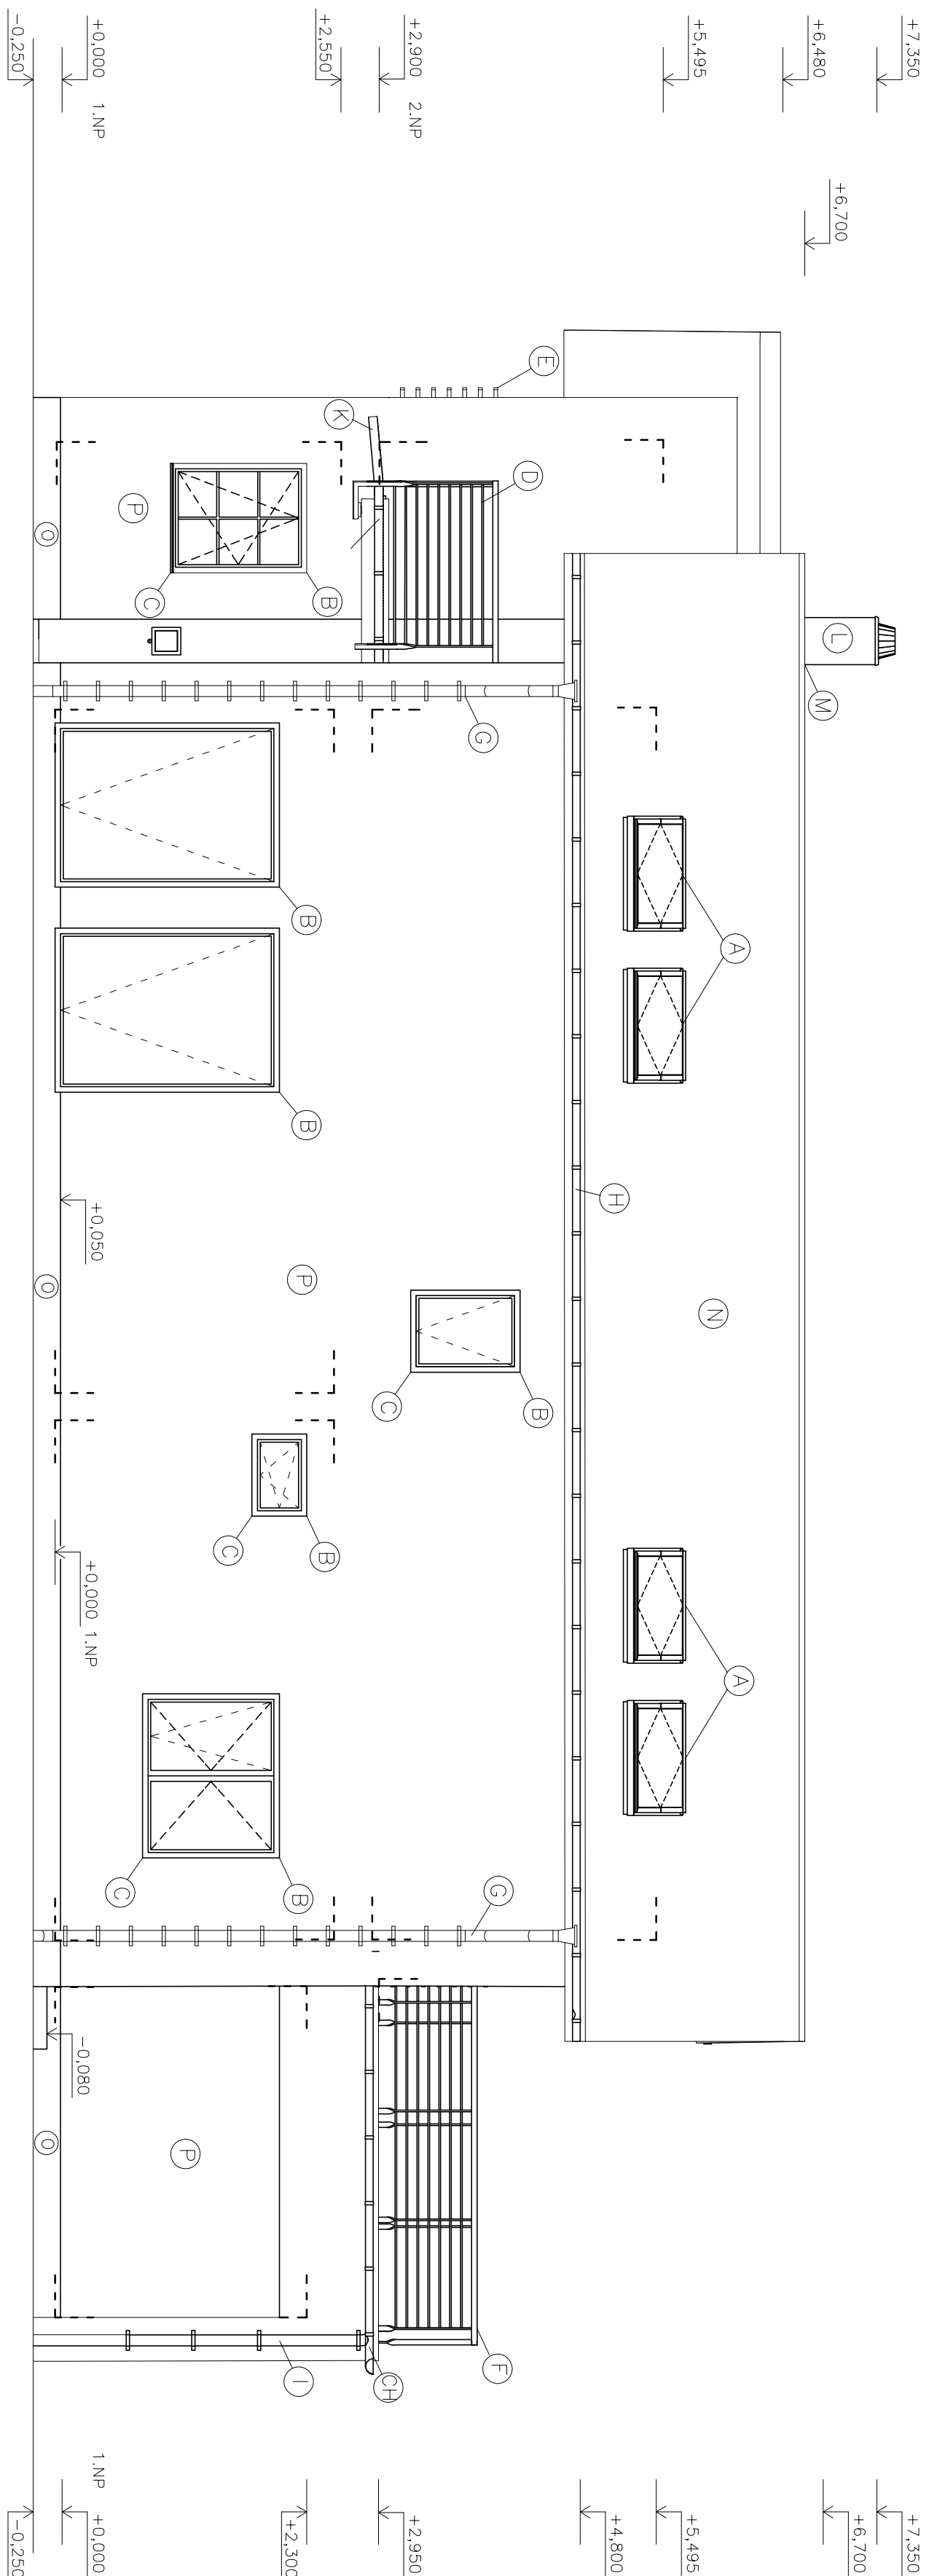 +7,350
+6,480
+5,495
+2,900 2.NP
+2,550
+0,000 1.NP
-0,250
+6,700
E
K
D
P
O
C
B
L
M
G
B
A
B
H
+0,050
P
O
N
C
B
C
B
+0,000 1.NP
A
C
B
G
-0,080
O
P
F
I
CH
+7,350
+6,700
+5,495
+4,800
+2,950
+2,300
1.NP
+0,000
-0,250